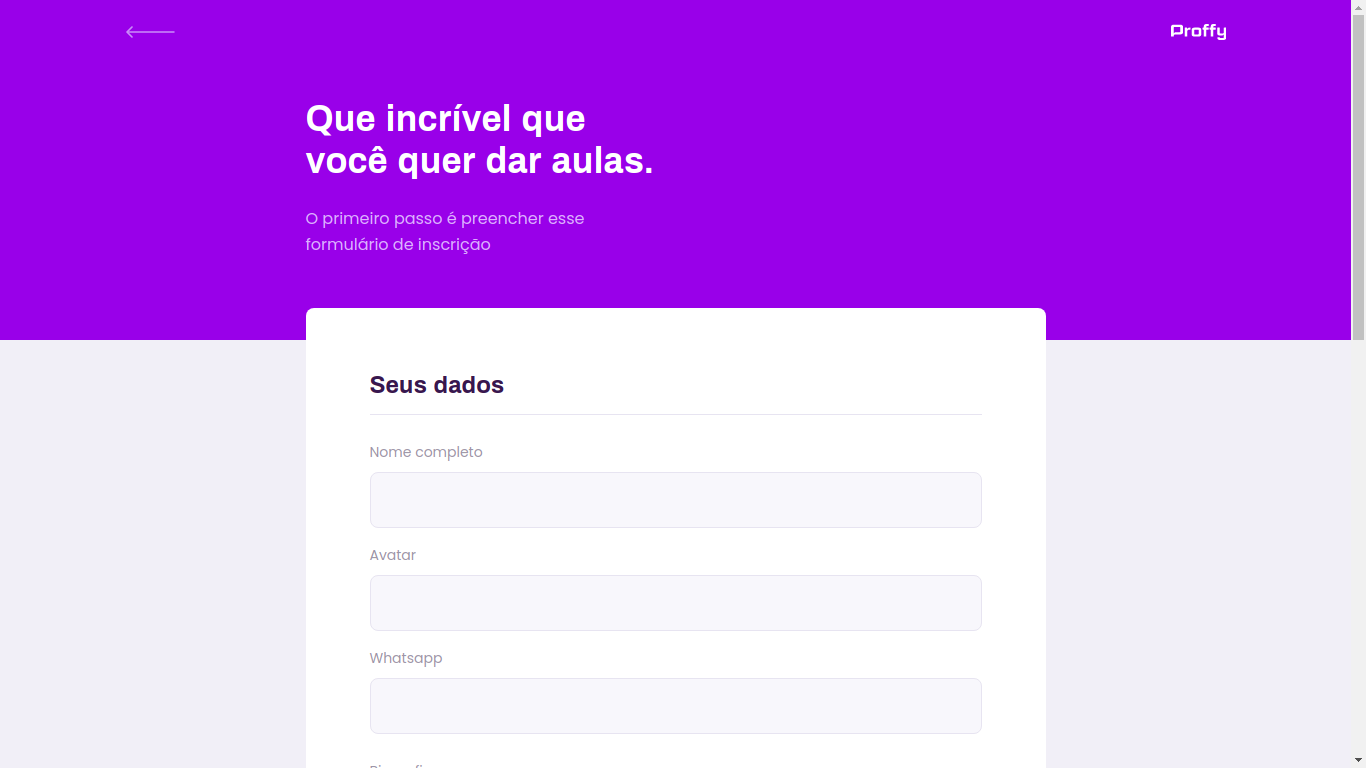 Proffy
Que incrível que
você quer dar aulas.
O primeiro passo é preencher esse
formulário de inscrição
Seus dados
Nome completo
Avatar
Whatsapp